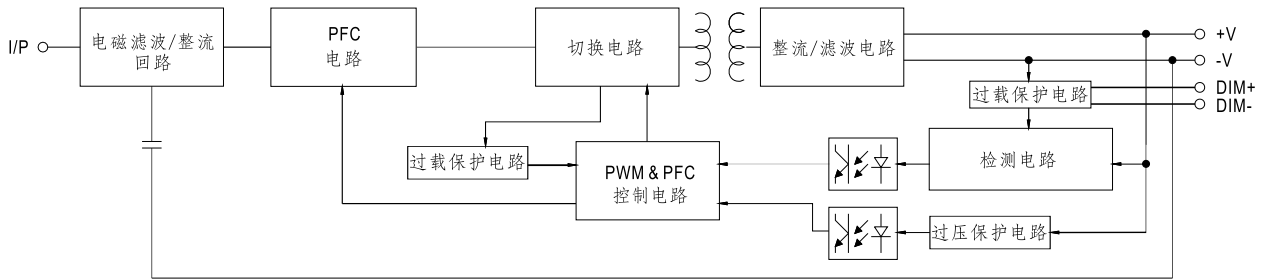 I/P
电磁滤波/整流
回路
PFC
电路
切换电路
整流/滤波电路
+V
-V
过载保护电路
DIM+
DIM-
过载保护电路
PWM & PFC
控制电路
检测电路
过压保护电路